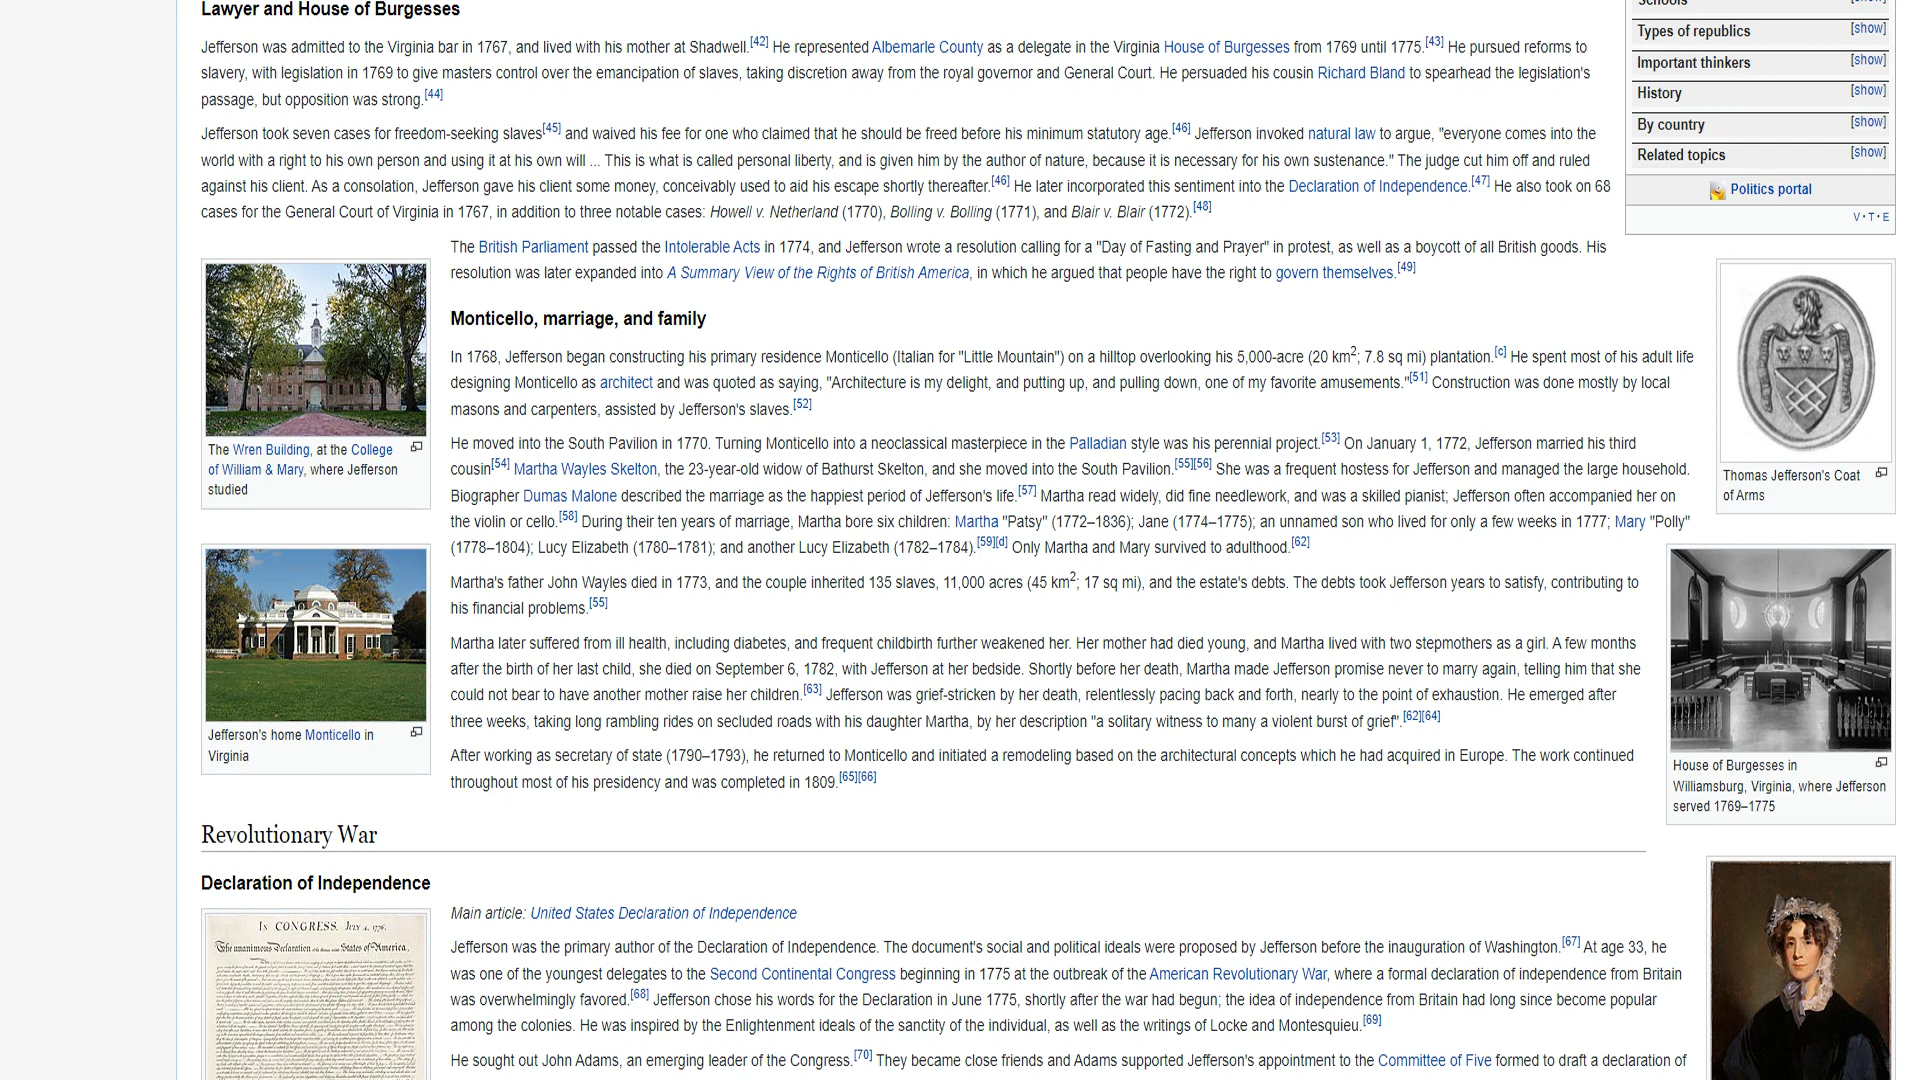 Lawyer and House of Burgesses
Jefferson was admitted to the Virginia bar in 1767, and lived with his mother at Shadwell.[42] He represented Albemarle County as a delegate in the Virginia House of Burgesses from 1769 until 1775.[43] He pursued reforms to
slavery, with legislation in 1769 to give masters control over the emancipation of slaves, taking discretion away from the royal governor and General Court. He persuaded his cousin Richard Bland to spearhead the legislation's
passage, but opposition was strong.[44]
Jefferson took seven cases for freedom-seeking slaves[45] and waived his fee for one who claimed that he should be freed before his minimum statutory age.[46] Jefferson invoked natural law to argue, "everyone comes into the
world with a right to his own person and using it at his own will ... This is what is called personal liberty, and is given him by the author of nature, because it is necessary for his own sustenance." The judge cut him off and ruled
against his client. As a consolation, Jefferson gave his client some money, conceivably used to aid his escape shortly thereafter.[46] He later incorporated this sentiment into the Declaration of Independence.[47] He also took on 68
cases for the General Court of Virginia in 1767, in addition to three notable cases: Howell v. Netherland (1770), Bolling v. Bolling (1771), and Blair v. Blair (1772).[48]
The British Parliament passed the Intolerable Acts in 1774, and Jefferson wrote a resolution calling for a "Day of Fasting and Prayer" in protest, as well as a boycott of all British goods. His
resolution was later expanded into A Summary View of the Rights of British America, in which he argued that people have the right to govern themselves.[49]
Monticello, marriage, and family
In 1768, Jefferson began constructing his primary residence Monticello (Italian for "Little Mountain") on a hilltop overlooking his 5,000-acre (20 km2; 7.8 sq mi) plantation.[c] He spent most of his adult life
designing Monticello as architect and was quoted as saying, "Architecture is my delight, and putting up, and pulling down, one of my favorite amusements."[51] Construction was done mostly by local
masons and carpenters, assisted by Jefferson's slaves.[52]
He moved into the South Pavilion in 1770. Turning Monticello into a neoclassical masterpiece in the Palladian style was his perennial project.[53] On January 1, 1772, Jefferson married his third
cousin[54] Martha Wayles Skelton, the 23-year-old widow of Bathurst Skelton, and she moved into the South Pavilion.[55][56] She was a frequent hostess for Jefferson and managed the large household.
Biographer Dumas Malone described the marriage as the happiest period of Jefferson's life.[57] Martha read widely, did fine needlework, and was a skilled pianist; Jefferson often accompanied her on
the violin or cello.[58] During their ten years of marriage, Martha bore six children: Martha "Patsy" (1772–1836); Jane (1774–1775); an unnamed son who lived for only a few weeks in 1777; Mary "Polly"
(1778–1804); Lucy Elizabeth (1780–1781); and another Lucy Elizabeth (1782–1784).[59][d] Only Martha and Mary survived to adulthood.[62]
Martha's father John Wayles died in 1773, and the couple inherited 135 slaves, 11,000 acres (45 km2; 17 sq mi), and the estate's debts. The debts took Jefferson years to satisfy, contributing to
his financial problems.[55]
Martha later suffered from ill health, including diabetes, and frequent childbirth further weakened her. Her mother had died young, and Martha lived with two stepmothers as a girl. A few months
after the birth of her last child, she died on September 6, 1782, with Jefferson at her bedside. Shortly before her death, Martha made Jefferson promise never to marry again, telling him that she
could not bear to have another mother raise her children.[63] Jefferson was grief-stricken by her death, relentlessly pacing back and forth, nearly to the point of exhaustion. He emerged after
three weeks, taking long rambling rides on secluded roads with his daughter Martha, by her description "a solitary witness to many a violent burst of grief".[62][64]
After working as secretary of state (1790–1793), he returned to Monticello and initiated a remodeling based on the architectural concepts which he had acquired in Europe. The work continued
throughout most of his presidency and was completed in 1809.[65][66]
The Wren Building, at the College
of William & Mary, where Jefferson
studied
Jefferson's home Monticello in
Virginia
Revolutionary War
Declaration of Independence
IN CONGRESS. JULY 4, 1776.
The unanimous Declaration of the thirteen united States of America,
Main article: United States Declaration of Independence
Jefferson was the primary author of the Declaration of Independence. The document's social and political ideals were proposed by Jefferson before the inauguration of Washington.[67] At age 33, he
was one of the youngest delegates to the Second Continental Congress beginning in 1775 at the outbreak of the American Revolutionary War, where a formal declaration of independence from Britain
was overwhelmingly favored.[68] Jefferson chose his words for the Declaration in June 1775, shortly after the war had begun; the idea of independence from Britain had long since become popular
among the colonies. He was inspired by the Enlightenment ideals of the sanctity of the individual, as well as the writings of Locke and Montesquieu.[69]
He sought out John Adams, an emerging leader of the Congress.[70] They became close friends and Adams supported Jefferson's appointment to the Committee of Five formed to draft a declaration of
Schools [show]
Types of republics [show]
Important thinkers [show]
History [show]
By country [show]
Related topics [show]
Politics portal
V · T · E
Thomas Jefferson's Coat
of Arms
House of Burgesses in
Williamsburg, Virginia, where Jefferson
served 1769–1775